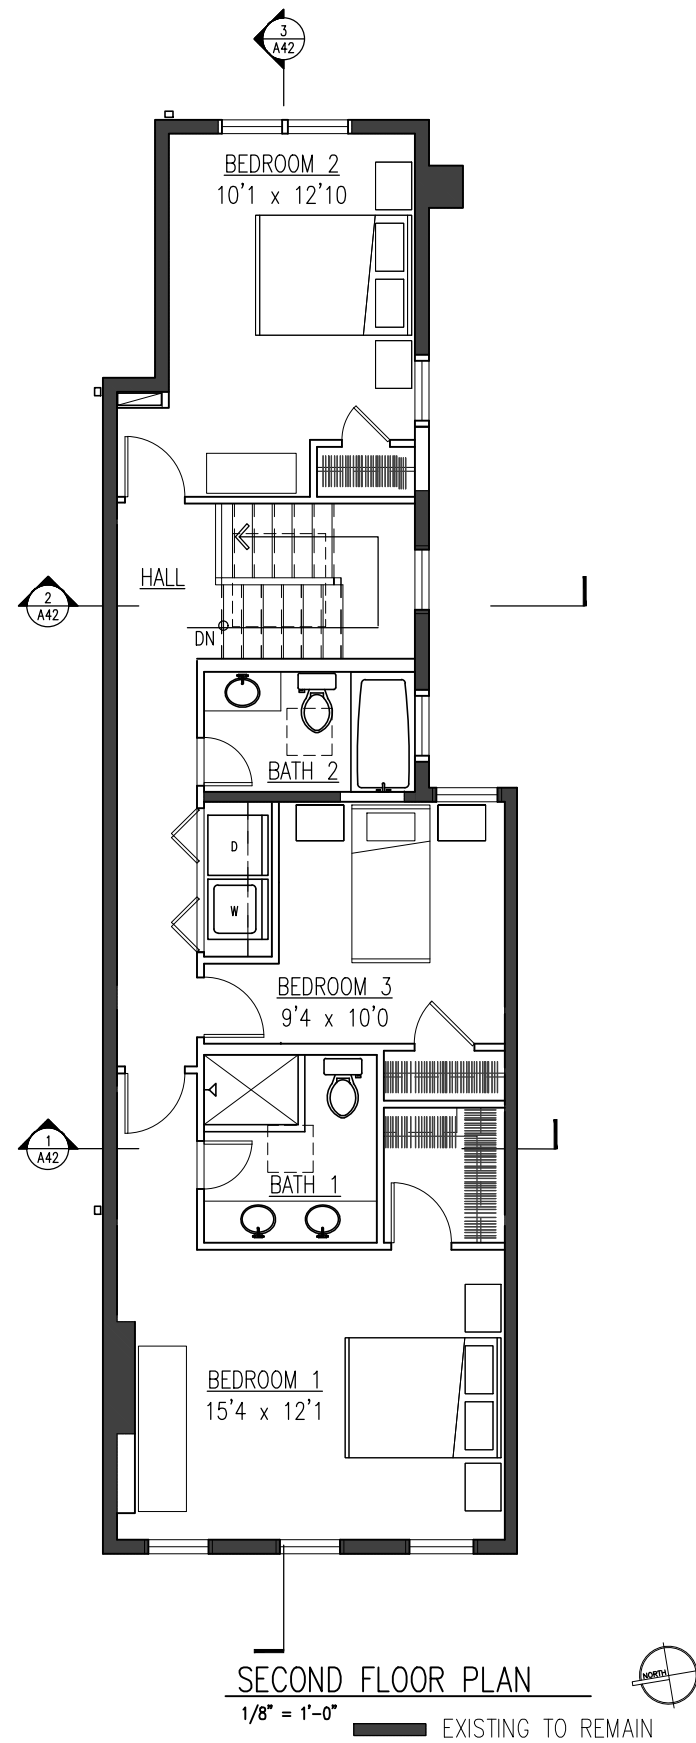 3
A42
BEDROOM 2
10'1 x 12'10
HALL
2
A42
DN
BATH 2
D
W
BEDROOM 3
9'4 x 10'0
1
A42
BATH 1
BEDROOM 1
15'4 x 12'1
SECOND FLOOR PLAN
NORTH
1/8" = 1'-0"
EXISTING TO REMAIN